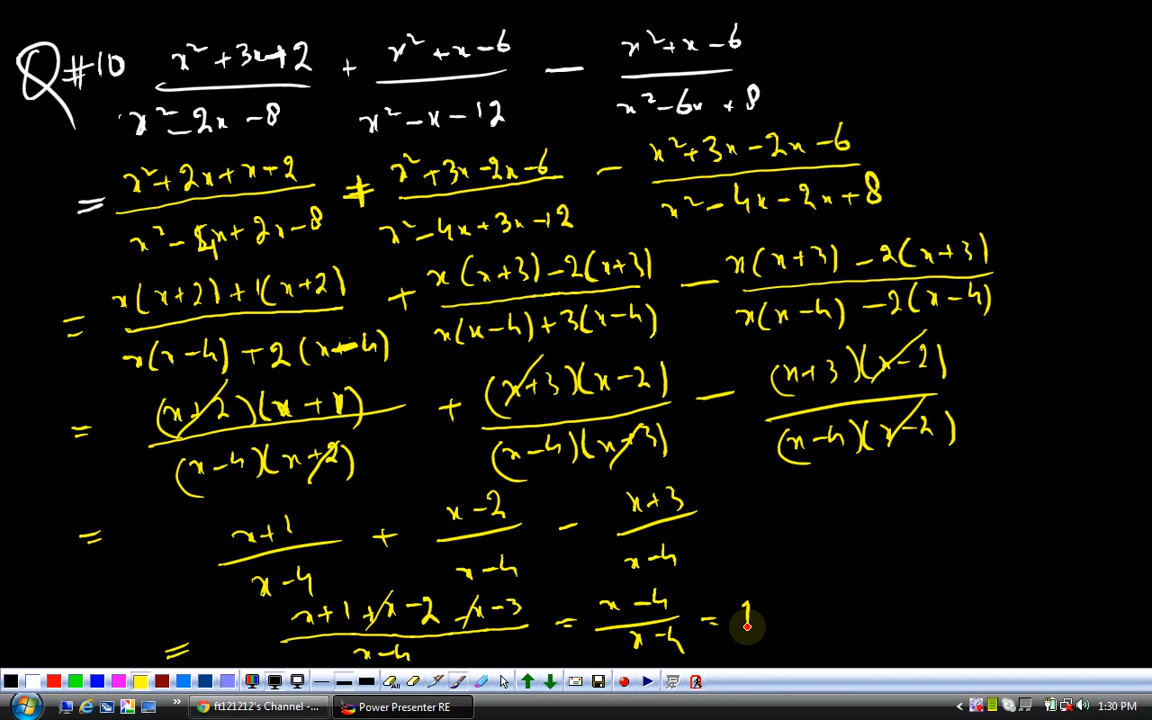 Q#10 (x²+3x+2)/(x²-2x-8) + (x²+x-6)/(x²-x-12) - (x²+x-6)/(x²-6x+8)
= (x²+2x+x+2)/(x²-4x+2x-8) + (x²+3x-2x-6)/(x²-4x+3x-12) - (x²+3x-2x-6)/(x²-4x-2x+8)
= (x(x+2)+1(x+2))/(x(x-4)+2(x-4)) + (x(x+3)-2(x+3))/(x(x-4)+3(x-4)) - (x(x+3)-2(x+3))/(x(x-4)-2(x-4))
= ((x+2)(x+1))/((x-4)(x+2)) + ((x+3)(x-2))/((x-4)(x+3)) - ((x+3)(x-2))/((x-4)(x-2))
= (x+1)/(x-4) + (x-2)/(x-4) - (x+3)/(x-4)
= (x+1+x-2-x-3)/(x-4) = (x-4)/(x-4) = 1
ft121212's Channel -... Power Presenter RE 1:30 PM